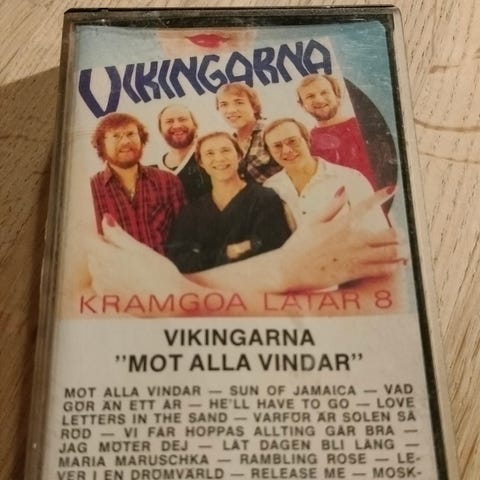 VIKINGARNA
KRAMGOA LÅTAR 8
VIKINGARNA
"MOT ALLA VINDAR"
MOT ALLA VINDAR — SUN OF JAMAICA — VAD
GÖR ÄN ETT ÅR — HE'LL HAVE TO GO — LOVE
LETTERS IN THE SAND — VARFÖR ÄR SOLEN SÅ
RÖD — VI FÅR HOPPAS ALLTING GÅR BRA —
JAG MÖTER DEJ — LÅT DAGEN BLI LÅNG —
MARIA MARUSCHKA — RAMBLING ROSE — LE-
VER I EN DRÖMVÄRLD — RELEASE ME — MOSK-